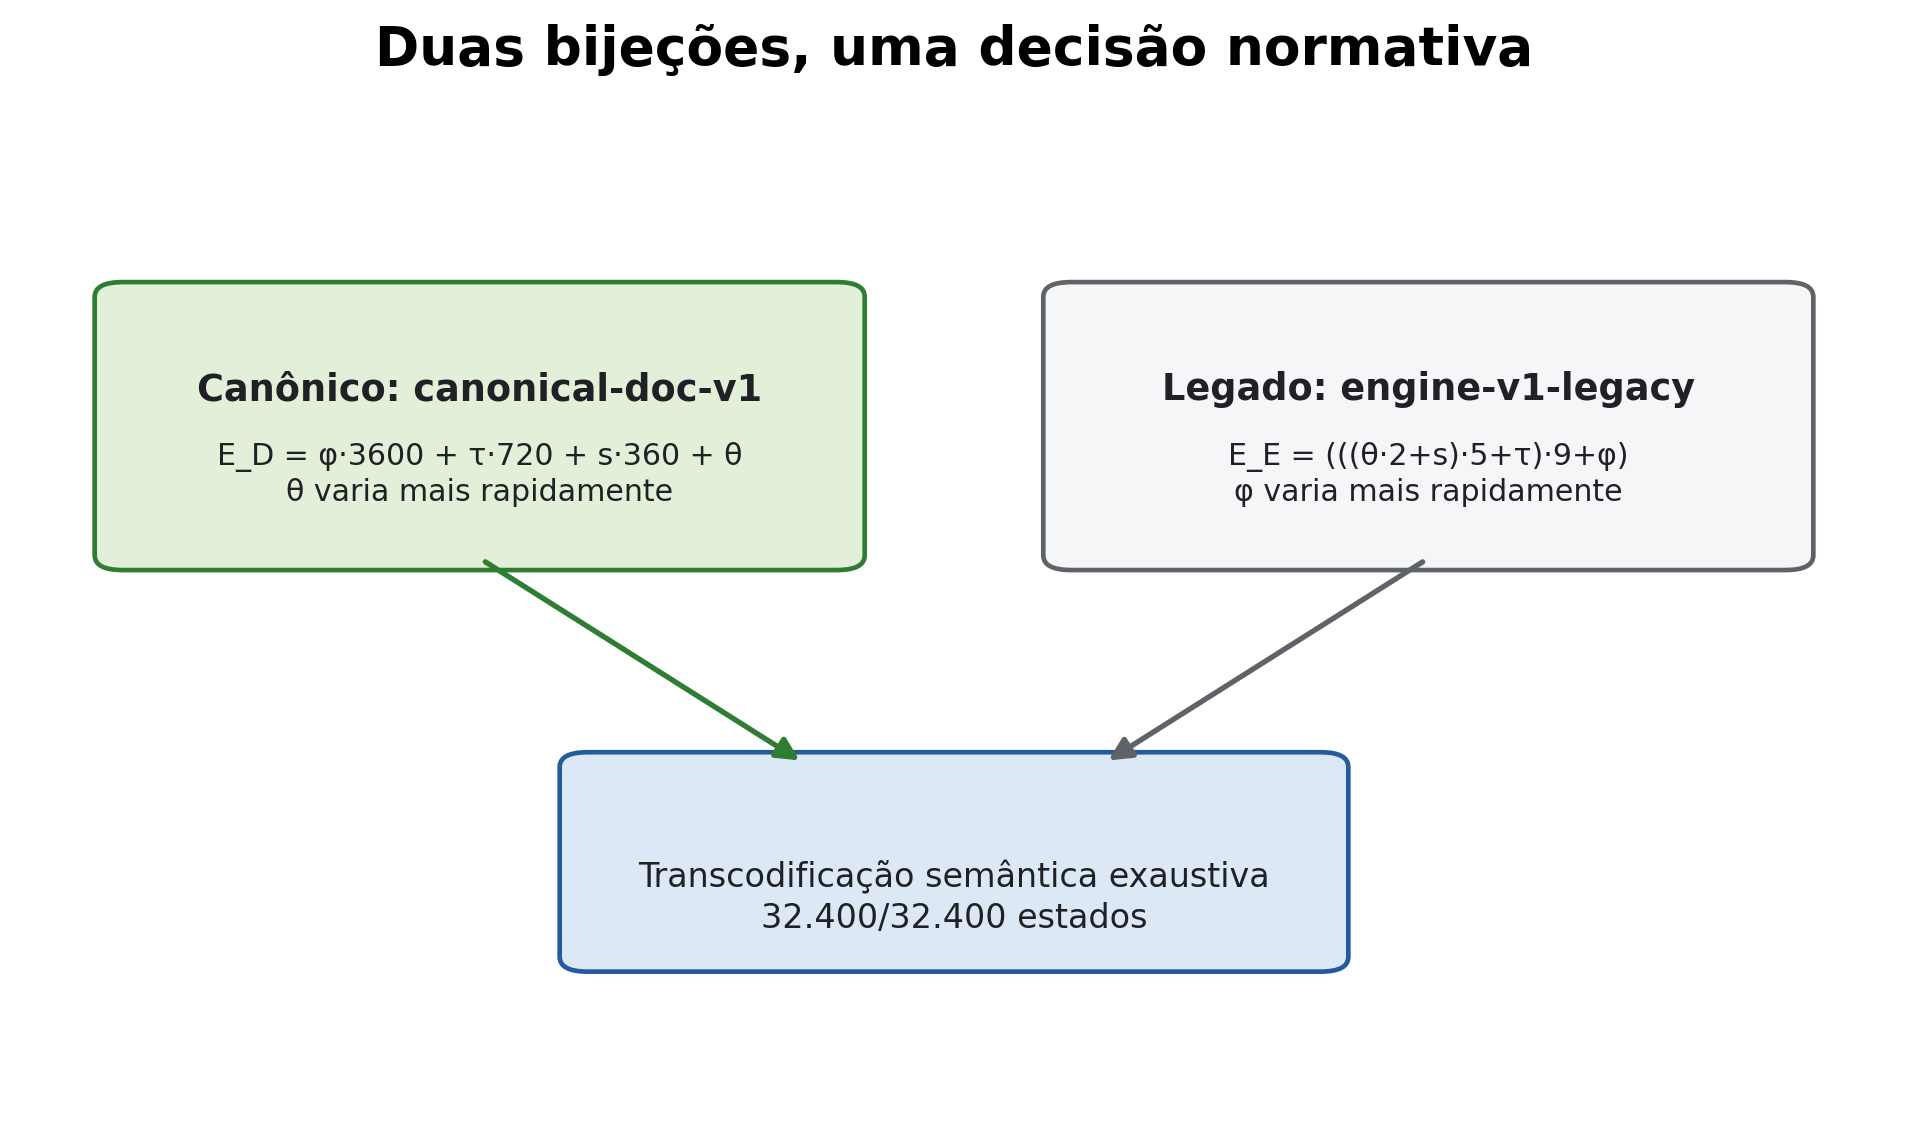 Duas bijeções, uma decisão normativa
Canônico: canonical-doc-v1
E_D = φ·3600 + τ·720 + s·360 + θ
θ varia mais rapidamente
Legado: engine-v1-legacy
E_E = (((θ·2+s)·5+τ)·9+φ)
φ varia mais rapidamente
Transcodificação semântica exaustiva
32.400/32.400 estados